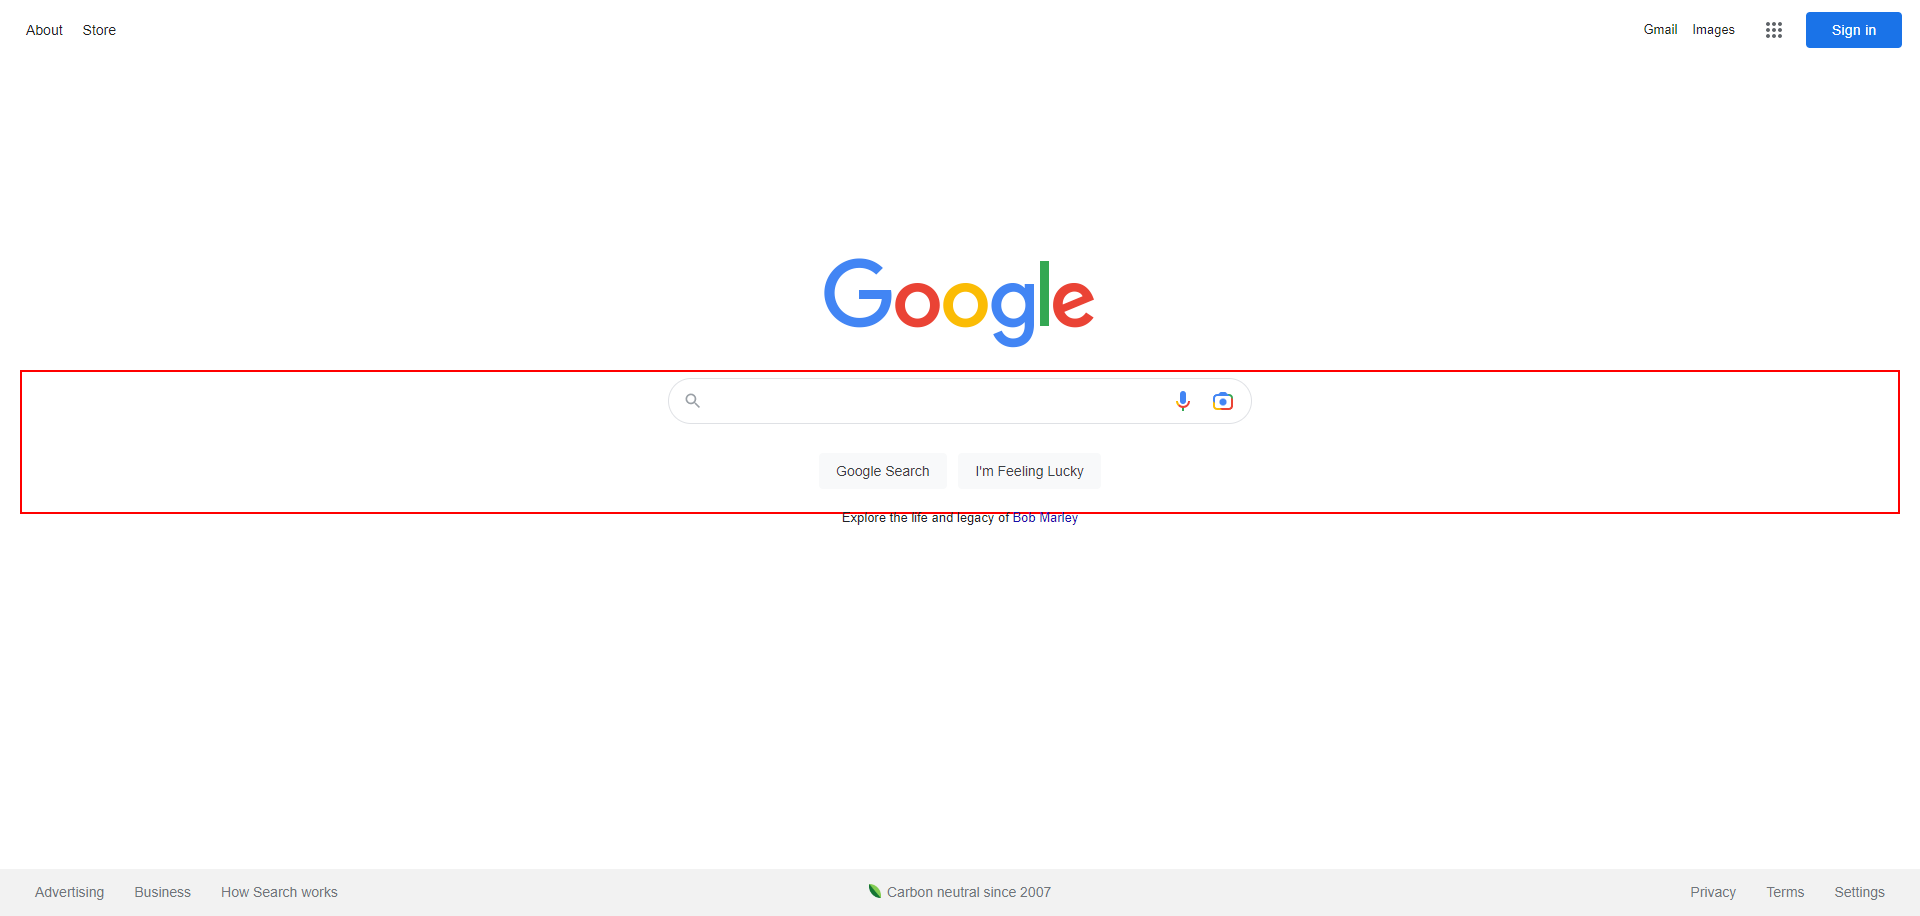 About Store Gmail Images Sign in
Google
Google Search I'm Feeling Lucky
Explore the life and legacy of Bob Marley
Advertising Business How Search works Carbon neutral since 2007 Privacy Terms Settings